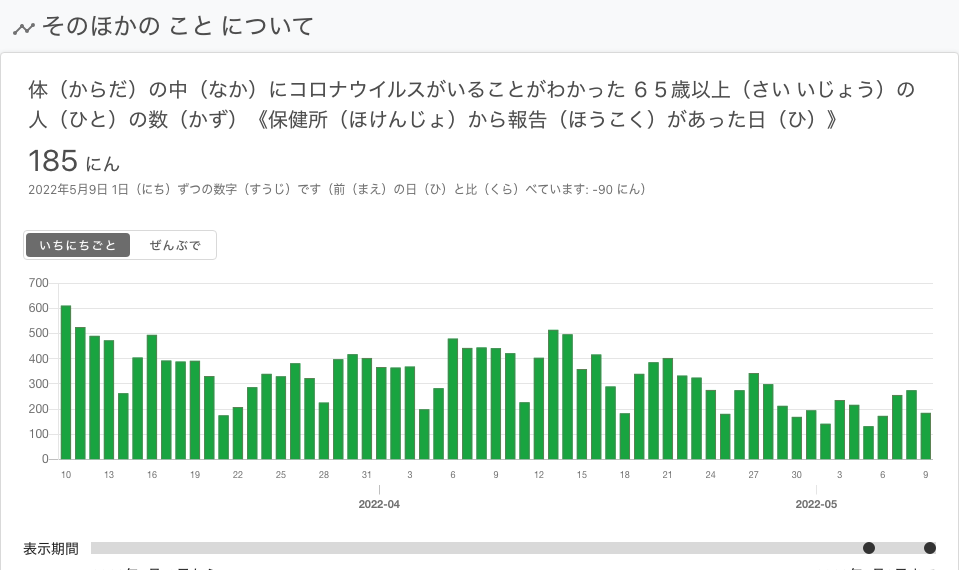 そのほかの こと について
体（からだ）の中（なか）にコロナウイルスがいることがわかった ６５歳以上（さい いじょう）の
人（ひと）の数（かず）《保健所（ほけんじょ）から報告（ほうこく）があった日（ひ）》
185 にん
2022年5月9日 1日（にち）ずつの数字（すうじ）です（前（まえ）の日（ひ）と比（くら）べています: -90 にん）
いちにちごと ぜんぶで
700
600
500
400
300
200
100
0
10 13 16 19 22 25 28 31 3 6 9 12 15 18 21 24 27 30 3 6 9
2022-04 2022-05
表示期間